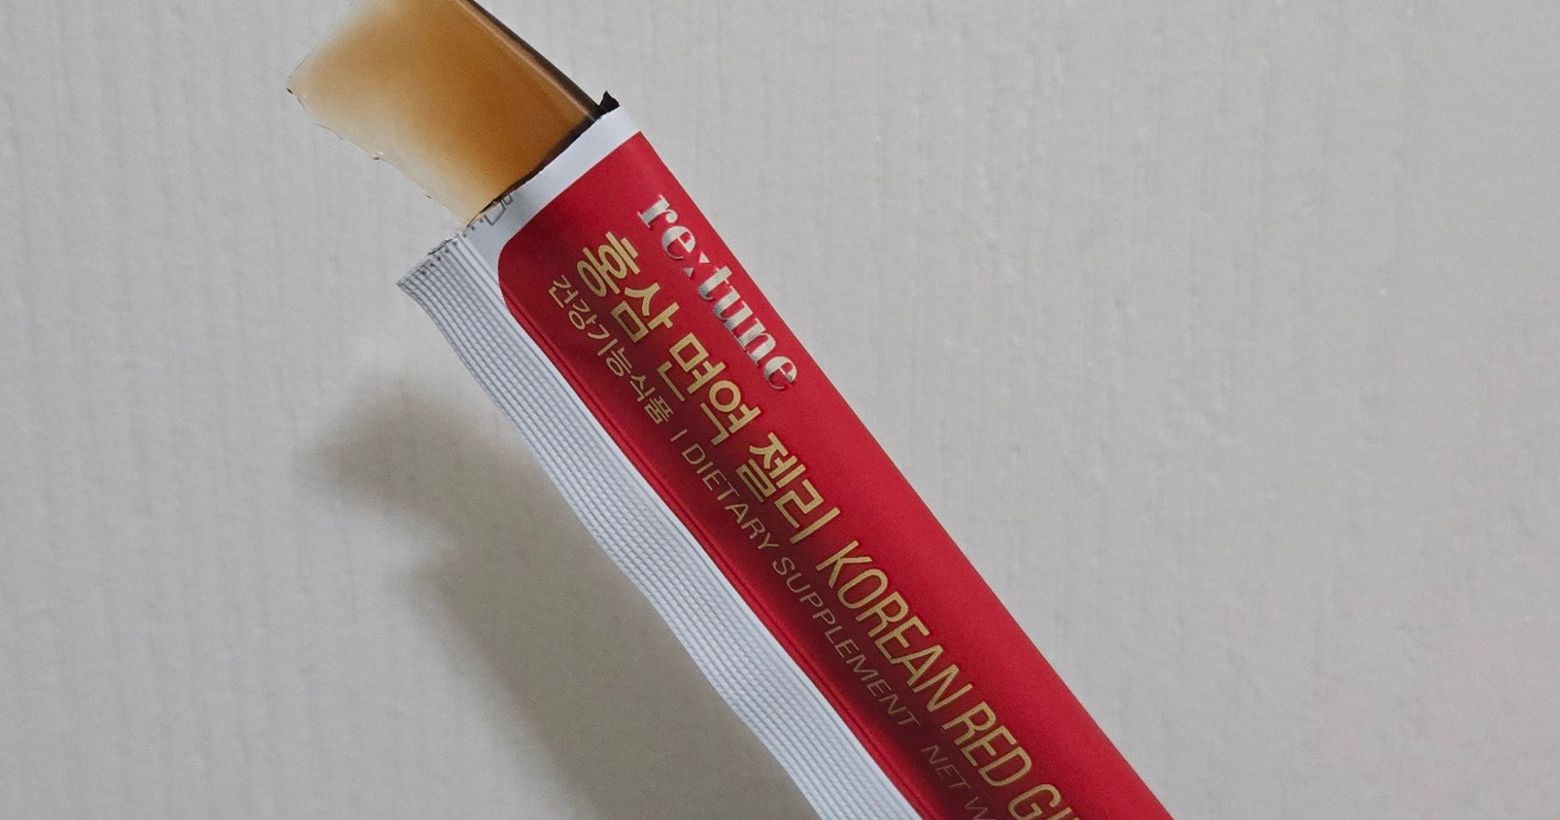 re:tune
홍삼 면역 젤리 KOREAN RED
건강기능식품 | DIETARY SUPPLEMENT NET